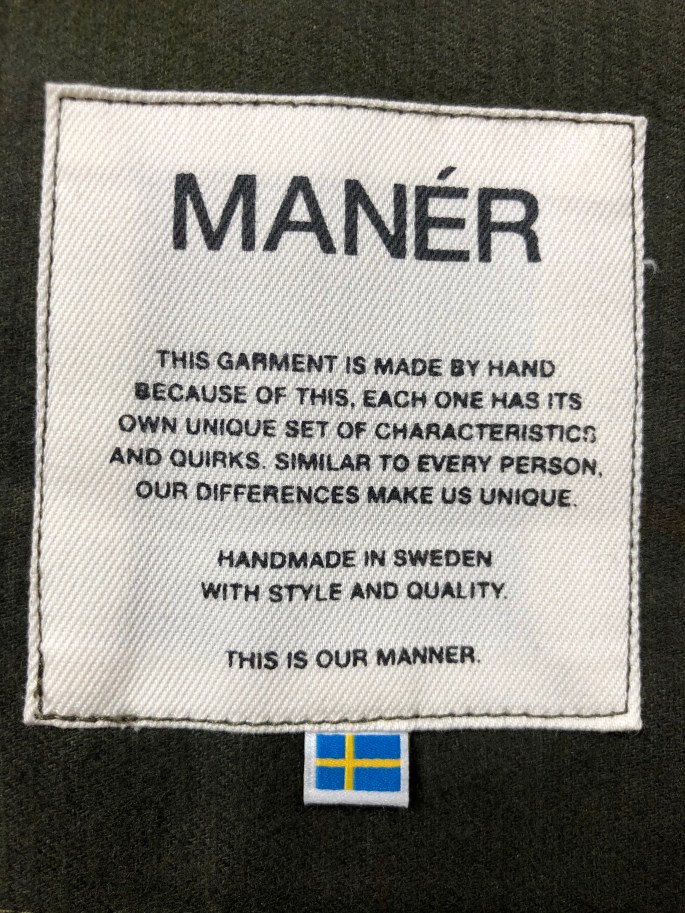 MANÉR
THIS GARMENT IS MADE BY HAND
BECAUSE OF THIS, EACH ONE HAS ITS
OWN UNIQUE SET OF CHARACTERISTICS
AND QUIRKS. SIMILAR TO EVERY PERSON,
OUR DIFFERENCES MAKE US UNIQUE.
HANDMADE IN SWEDEN
WITH STYLE AND QUALITY.
THIS IS OUR MANNER.